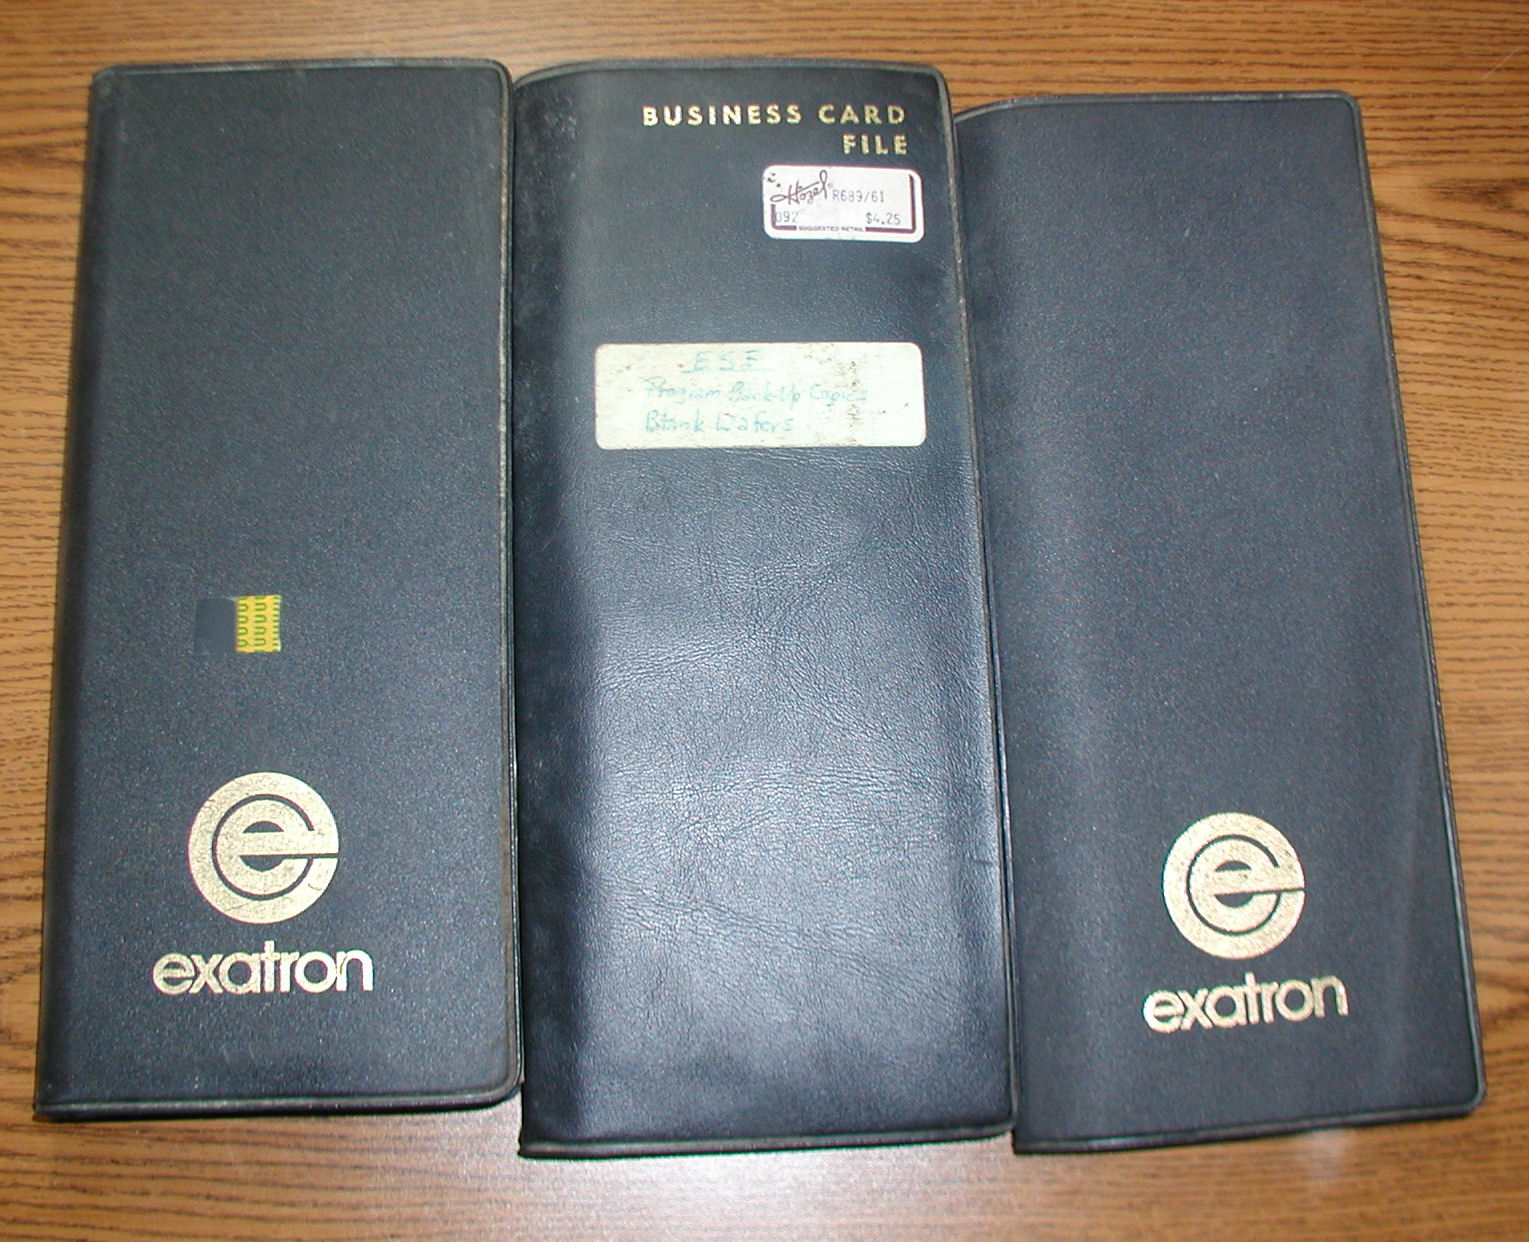 exatron
BUSINESS CARD
FILE
Hazel R689/61
092 $4.25
SUGGESTED RETAIL
ESF
Program Back-Up Copies
Blank Wafers
exatron